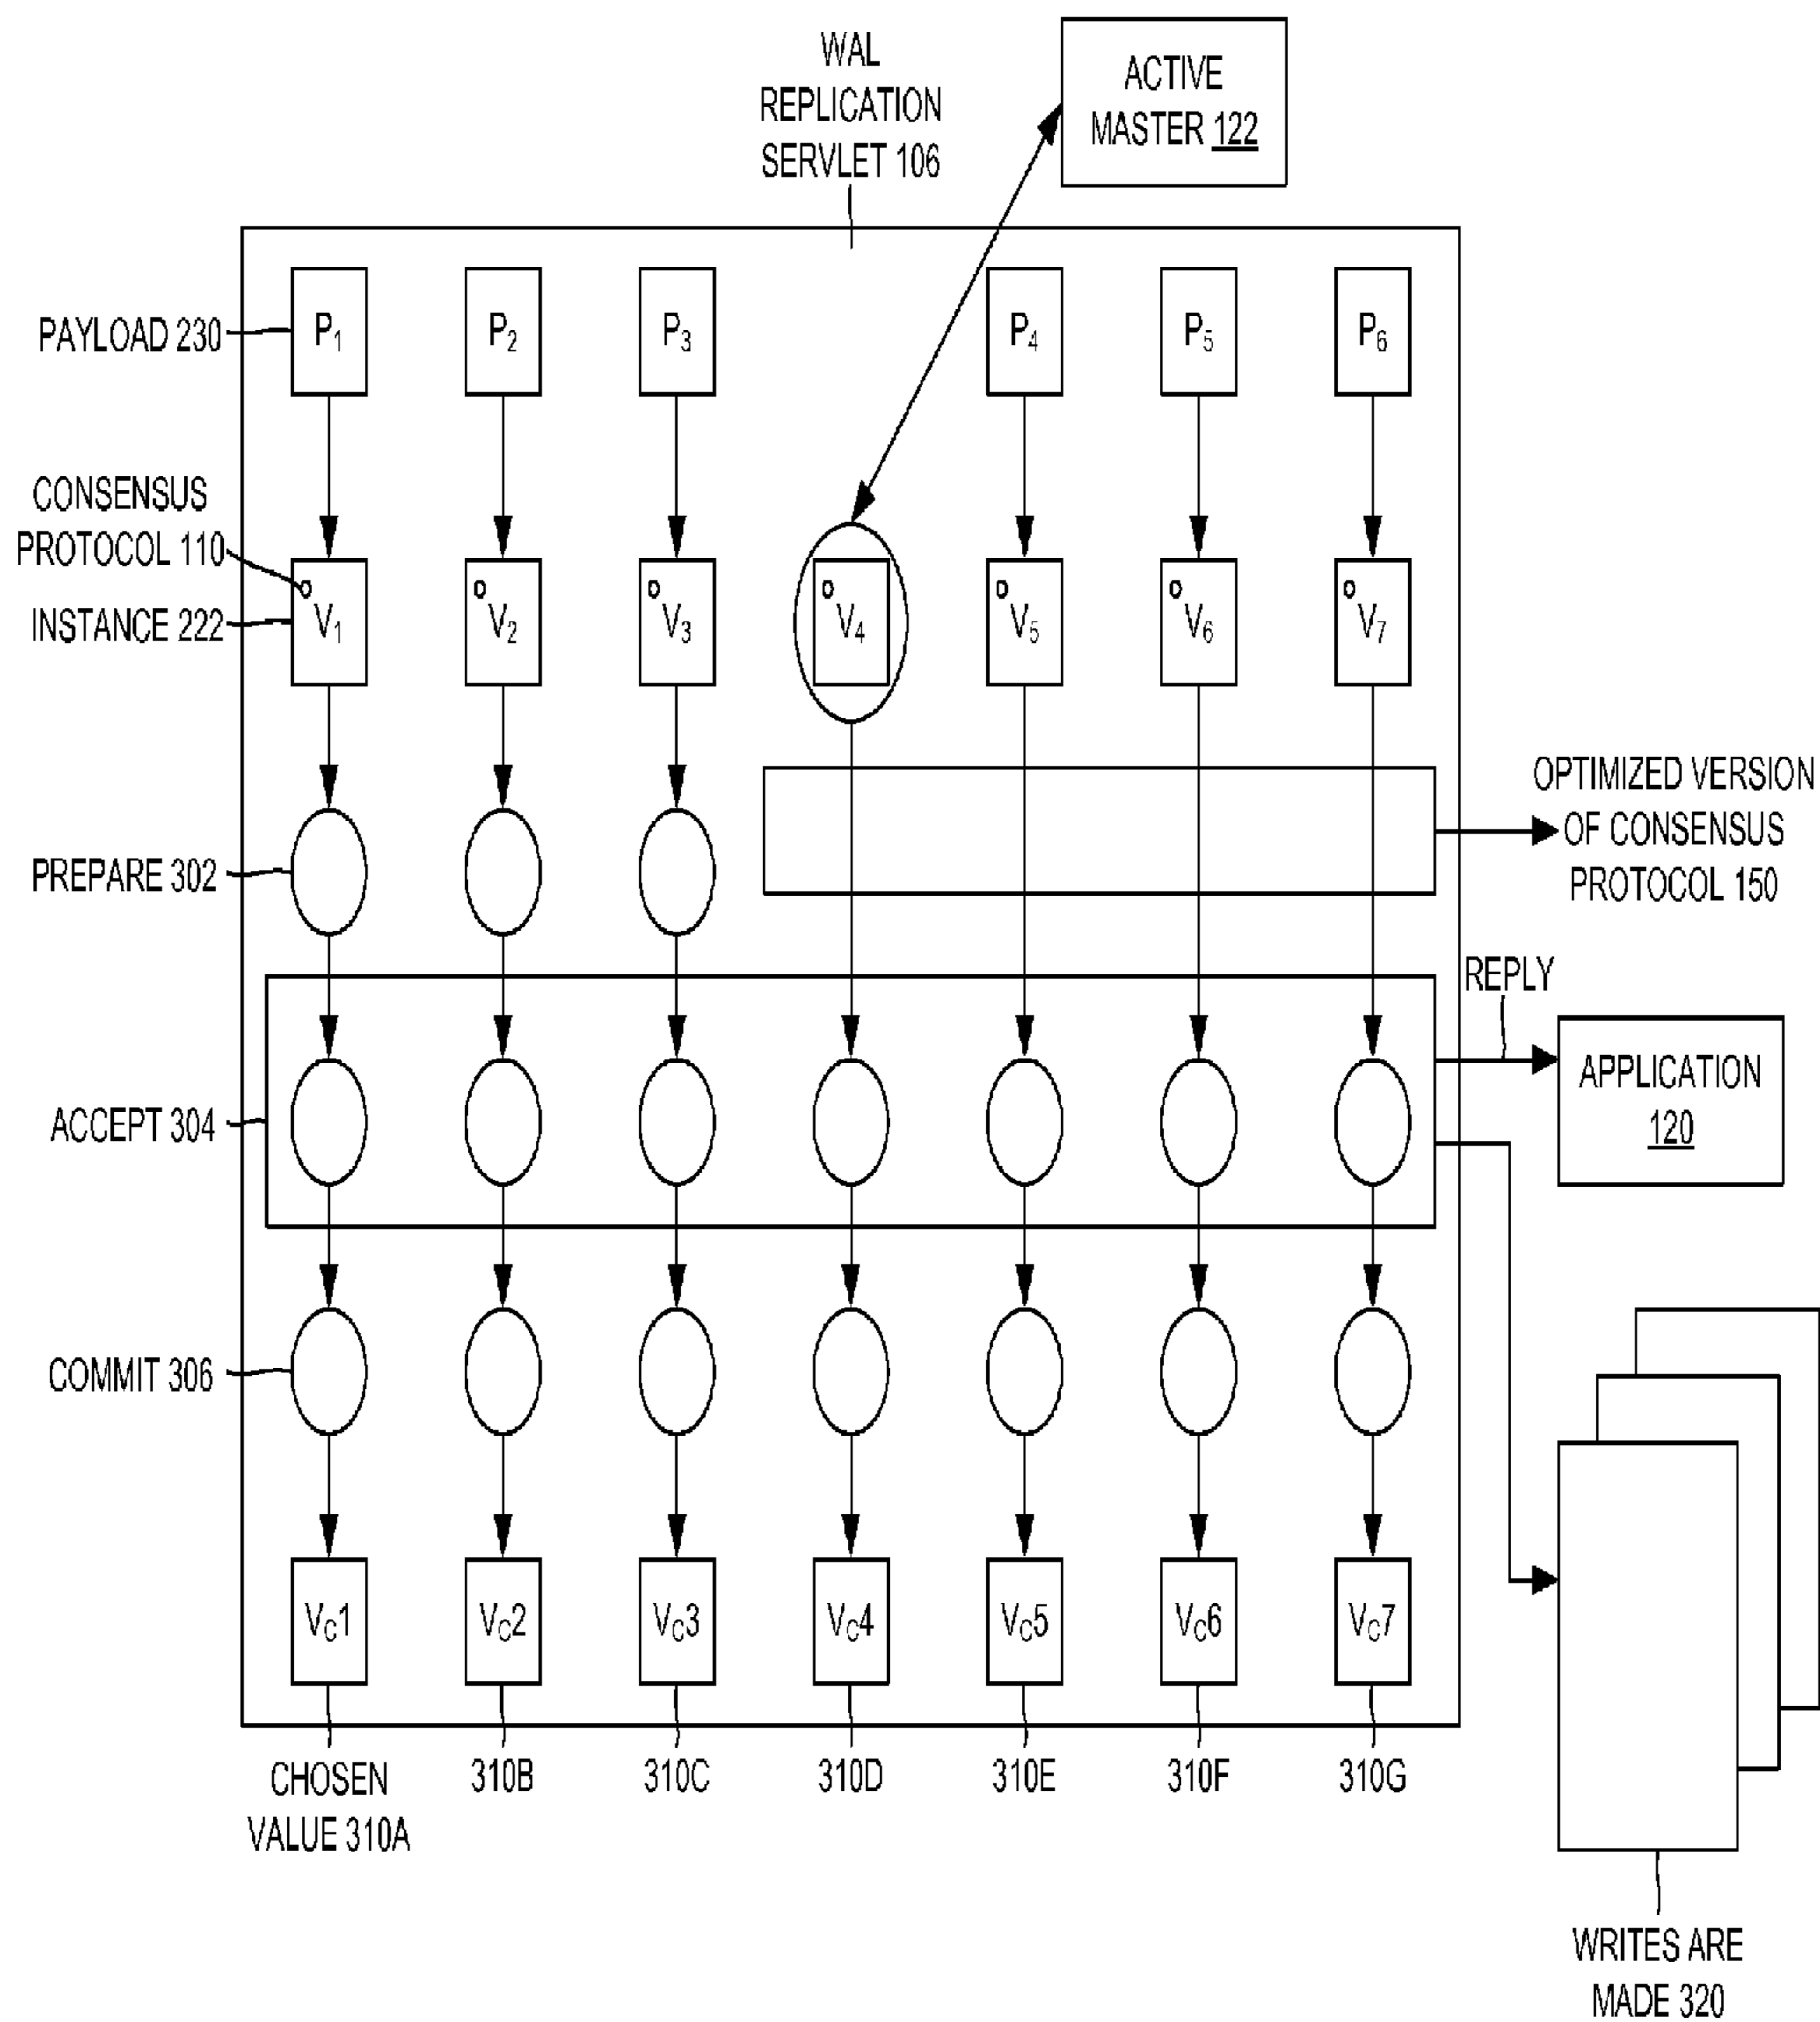 WAL
REPLICATION
SERVLET 106
ACTIVE
MASTER 122
PAYLOAD 230
P1
P2
P3
P4
P5
P6
CONSENSUS
PROTOCOL 110
INSTANCE 222
V1
V2
V3
V4
V5
V6
V7
OPTIMIZED VERSION
OF CONSENSUS
PROTOCOL 150
PREPARE 302
REPLY
APPLICATION
120
ACCEPT 304
COMMIT 306
VC1
VC2
VC3
VC4
VC5
VC6
VC7
CHOSEN
VALUE 310A
310B
310C
310D
310E
310F
310G
WRITES ARE
MADE 320